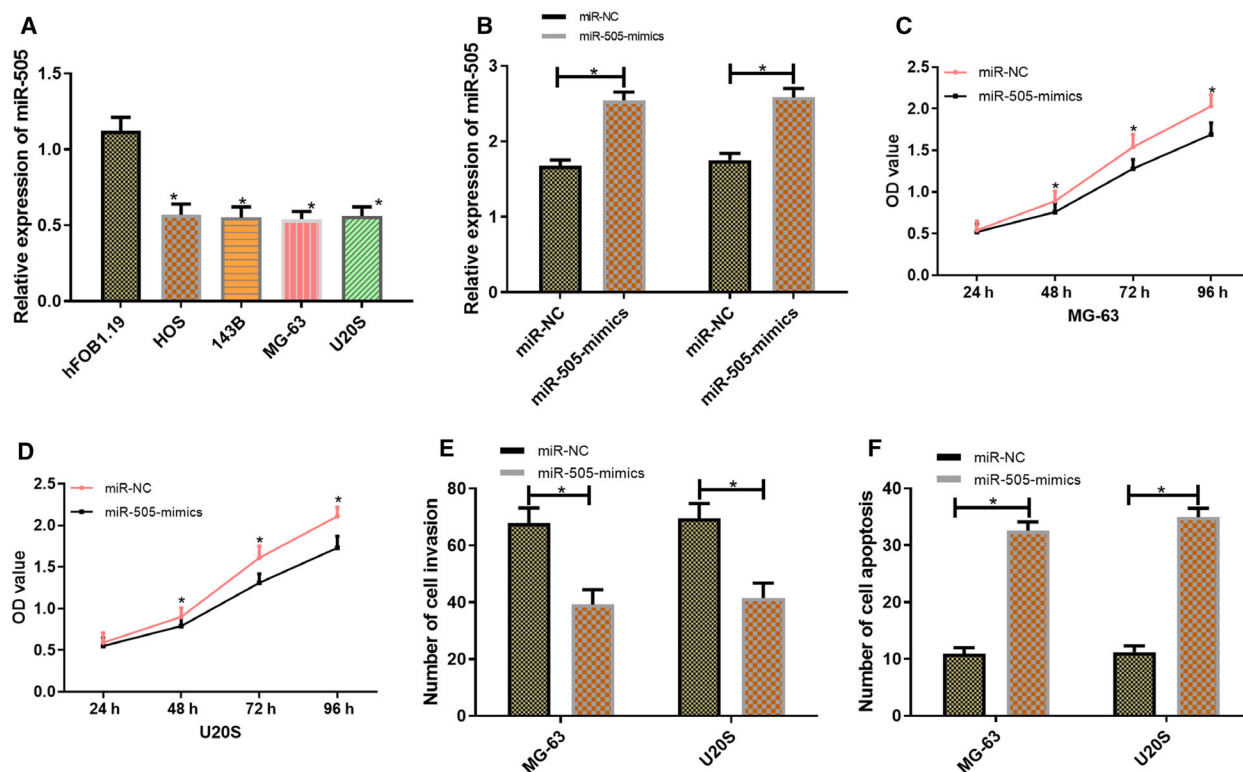 A
Relative expression of miR-505
1.5
1.0
0.5
0.0
*
*
*
*
hFOB1.19
HOS
143B
MG-63
U20S
B
miR-NC
miR-505-mimics
Relative expression of miR-505
3
2
1
0
*
*
miR-NC
miR-505-mimics
miR-NC
miR-505-mimics
C
miR-NC
miR-505-mimics
OD value
2.5
2.0
1.5
1.0
0.5
0.0
*
*
*
24 h 48 h 72 h 96 h
MG-63
D
miR-NC
miR-505-mimics
OD value
2.5
2.0
1.5
1.0
0.5
0.0
*
*
*
24 h 48 h 72 h 96 h
U20S
E
miR-NC
miR-505-mimics
Number of cell invasion
80
60
40
20
0
*
*
MG-63
U20S
F
miR-NC
miR-505-mimics
Number of cell apoptosis
40
30
20
10
0
*
*
MG-63
U20S